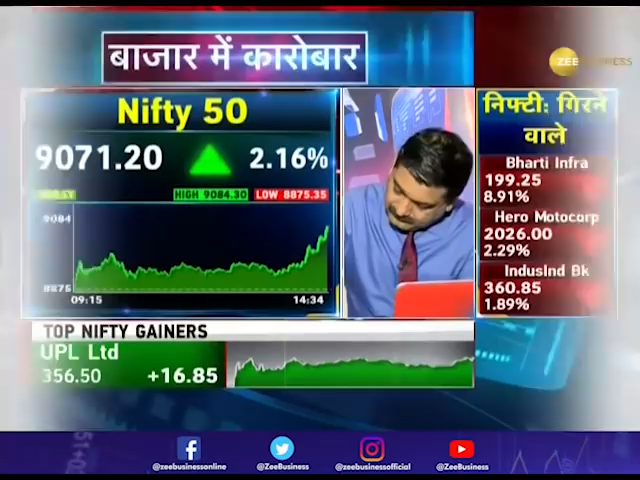 बाजार में कारोबार
ZEE BUSINESS
Nifty 50
9071.20
2.16%
HIGH 9084.30
LOW 8875.35
9084
8875
09:15
14:34
निफ्टी: गिरने
वाले
Bharti Infra
199.25
8.91%
Hero Motocorp
2026.00
2.29%
IndusInd Bk
360.85
1.89%
TOP NIFTY GAINERS
UPL Ltd
356.50
+16.85
@zeebusinessonline
@ZeeBusiness
@zeebusinessofficial
@ZeeBusiness